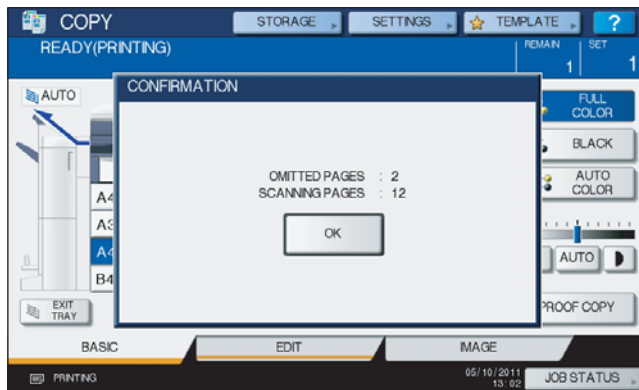 COPY
STORAGE
SETTINGS
TEMPLATE
?
READY(PRINTING)
REMAIN
SET
1
1
AUTO
CONFIRMATION
FULL
COLOR
BLACK
AUTO
COLOR
OMITTED PAGES : 2
SCANNING PAGES : 12
OK
A4
A3
A4
B4
AUTO
EXIT
TRAY
PROOF COPY
BASIC
EDIT
IMAGE
PRINTING
05/10/2011
13:02
JOB STATUS